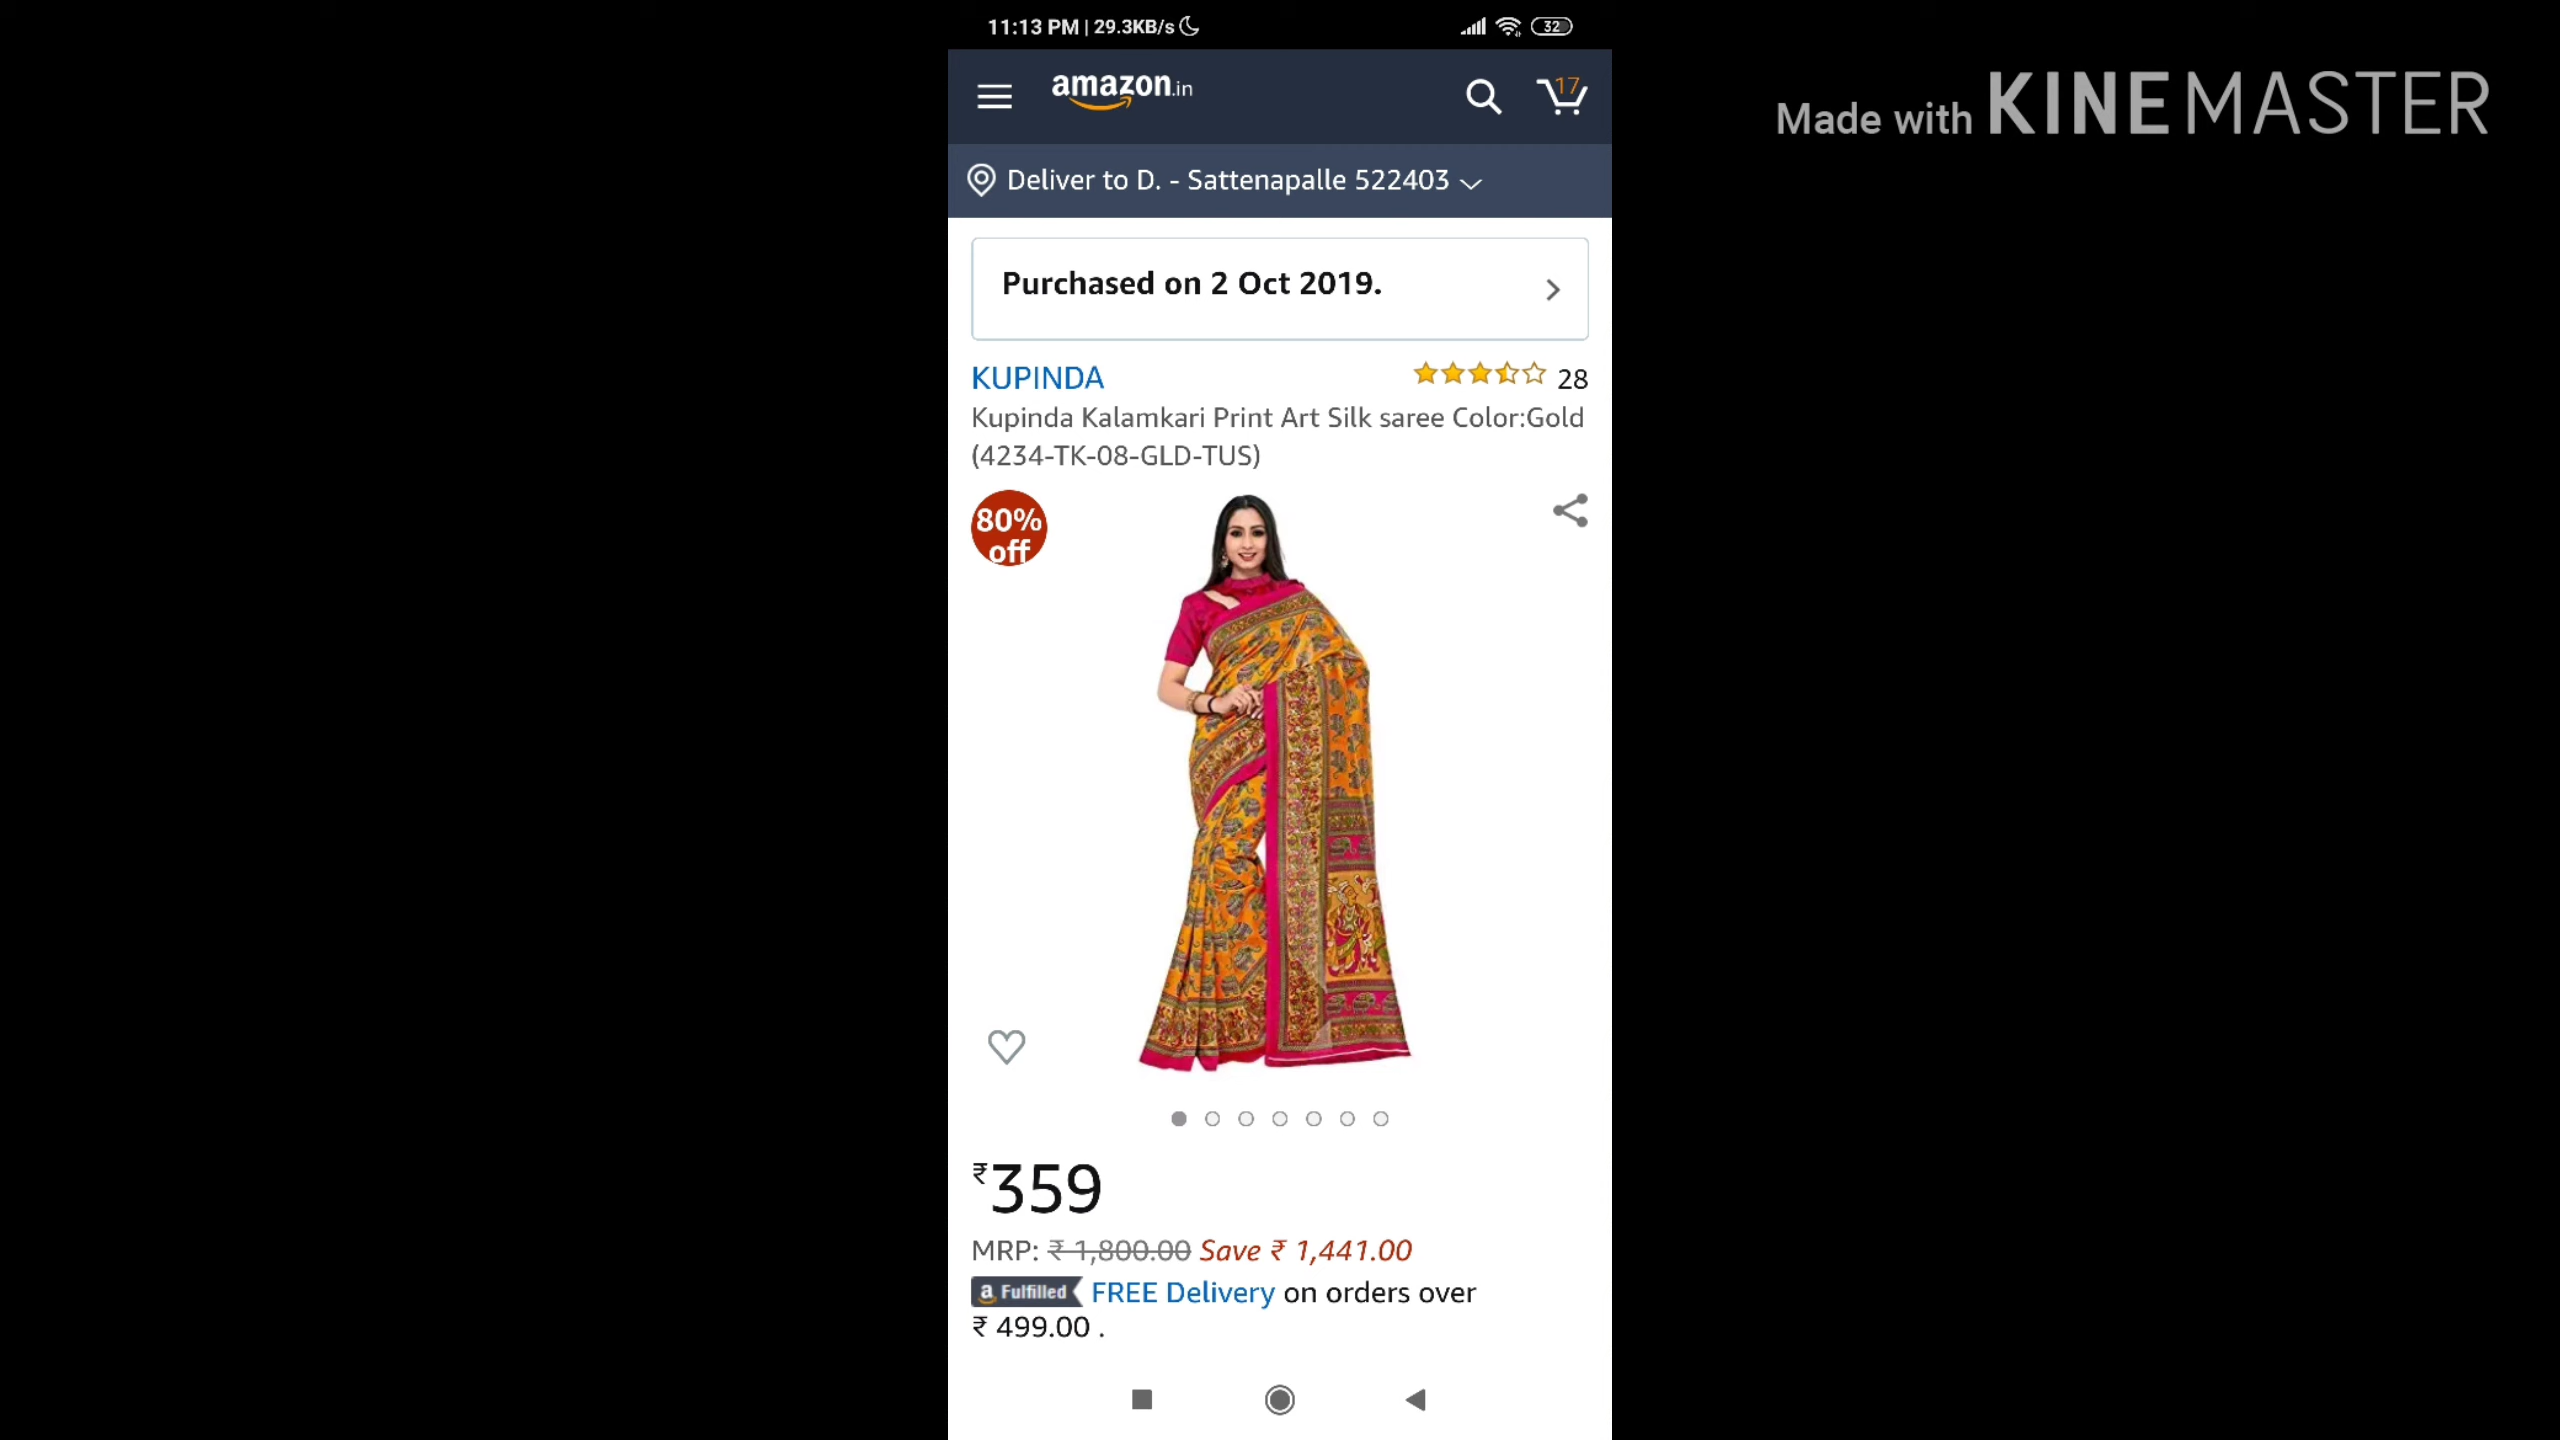 11:13 PM | 29.3KB/s
32
Made with KINEMASTER
amazon.in
17
Deliver to D. - Sattenapalle 522403
Purchased on 2 Oct 2019.
KUPINDA
28
Kupinda Kalamkari Print Art Silk saree Color:Gold
(4234-TK-08-GLD-TUS)
80%
off
₹359
MRP: ₹ 1,800.00 Save ₹ 1,441.00
a Fulfilled FREE Delivery on orders over
₹ 499.00 .